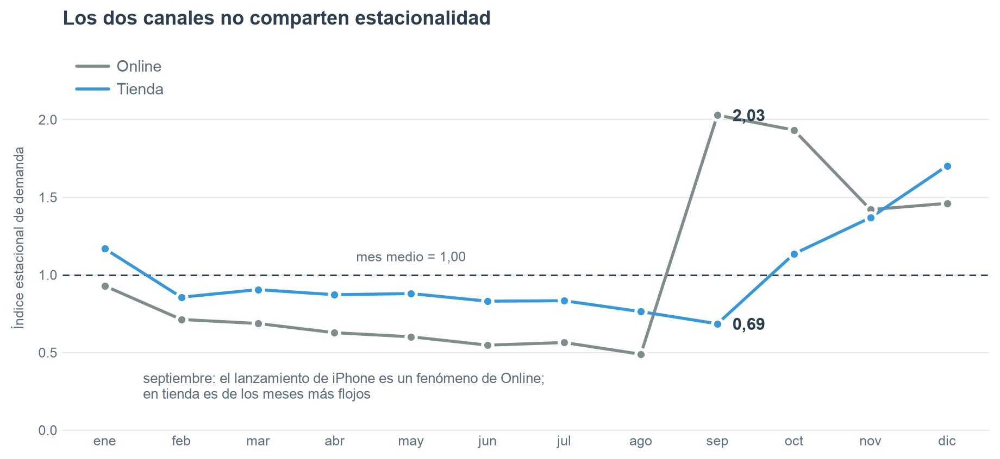 Los dos canales no comparten estacionalidad
Online
Tienda
Índice estacional de demanda
2.0
1.5
1.0
0.5
0.0
2,03
mes medio = 1,00
0,69
septiembre: el lanzamiento de iPhone es un fenómeno de Online;
en tienda es de los meses más flojos
ene feb mar abr may jun jul ago sep oct nov dic